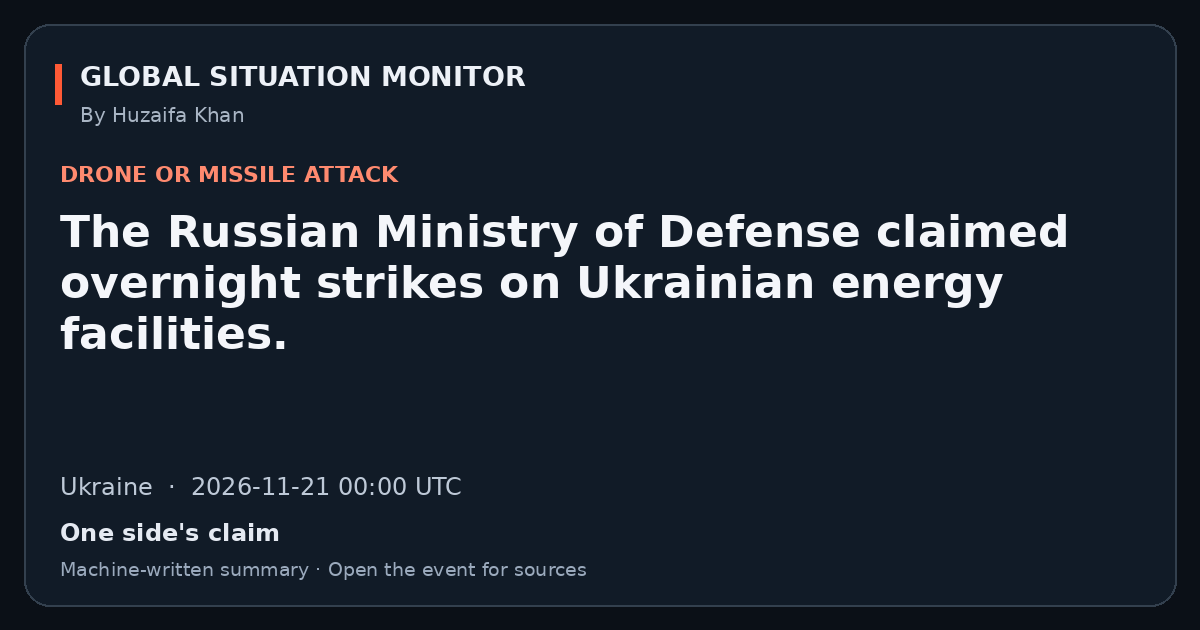 GLOBAL SITUATION MONITOR
By Huzaifa Khan
DRONE OR MISSILE ATTACK
The Russian Ministry of Defense claimed
overnight strikes on Ukrainian energy
facilities.
Ukraine · 2026-11-21 00:00 UTC
One side's claim
Machine-written summary · Open the event for sources